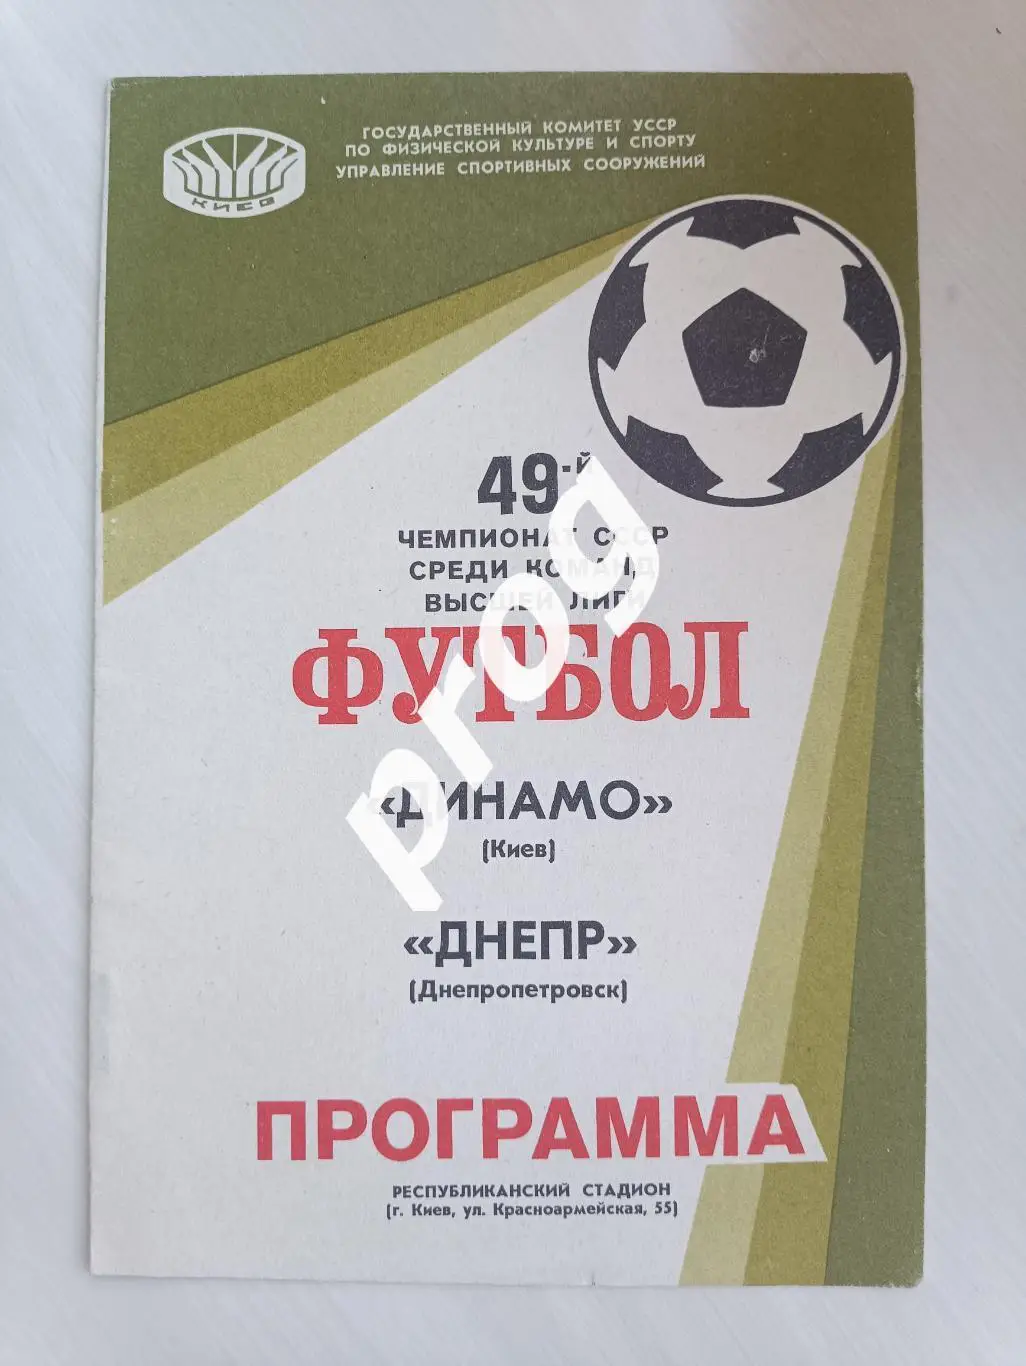 ГОСУДАРСТВЕННЫЙ КОМИТЕТ УССР
ПО ФИЗИЧЕСКОЙ КУЛЬТУРЕ И СПОРТУ
УПРАВЛЕНИЕ СПОРТИВНЫХ СООРУЖЕНИЙ
КИЕВ
49-й
ЧЕМПИОНАТ СССР
СРЕДИ КОМАНД
ВЫСШЕЙ ЛИГИ
ФУТБОЛ
«ДИНАМО»
(Киев)
«ДНЕПР»
(Днепропетровск)
ПРОГРАММА
РЕСПУБЛИКАНСКИЙ СТАДИОН
(г. Киев, ул. Красноармейская, 55)
prog